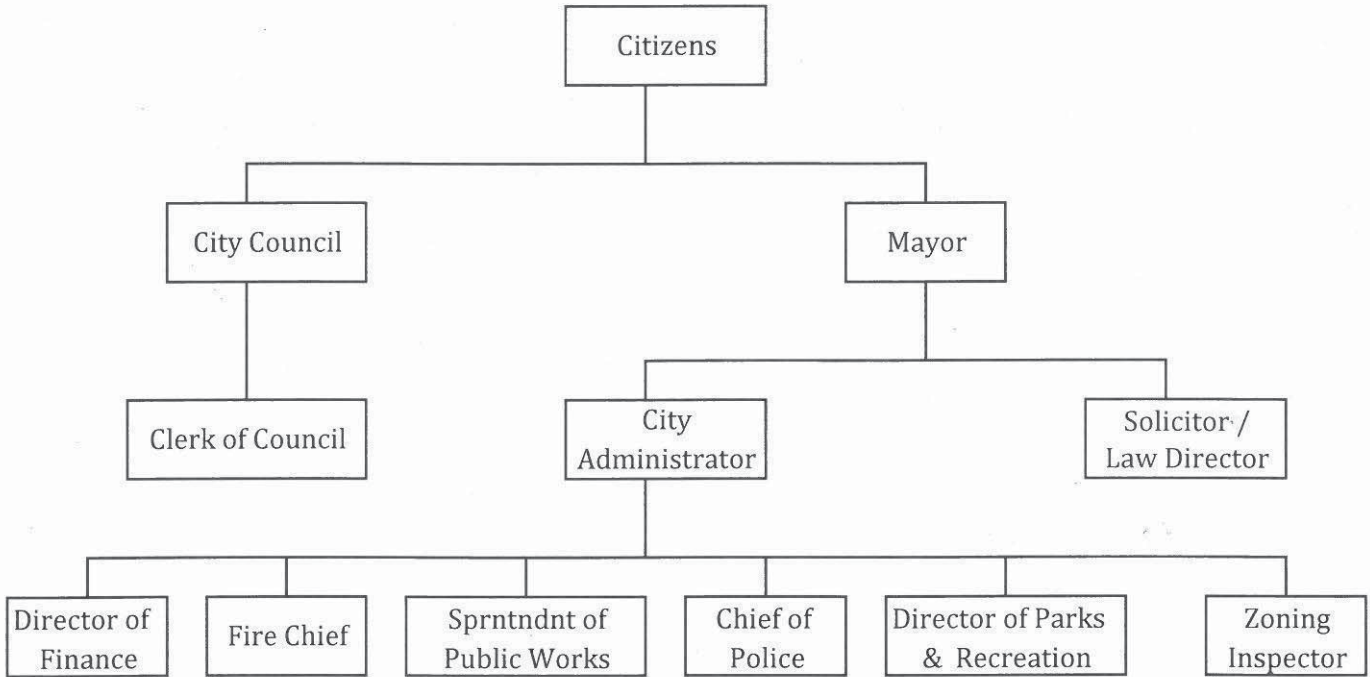 Citizens
City Council
Mayor
Clerk of Council
City
Administrator
Solicitor /
Law Director
Director of
Finance
Fire Chief
Sprntndnt of
Public Works
Chief of
Police
Director of Parks
& Recreation
Zoning
Inspector